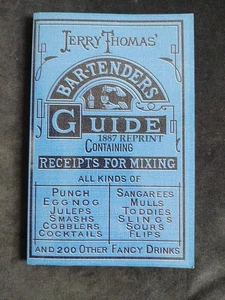 JERRY THOMAS'
BAR-TENDERS
GUIDE
1887 REPRINT
CONTAINING
RECEIPTS FOR MIXING
ALL KINDS OF
PUNCH
EGGNOG
JULEPS
SMASHS
COBBLERS
COCKTAILS
SANGAREES
MULLS
TODDIES
SLINGS
SOURS
FLIPS
AND 200 OTHER FANCY DRINKS